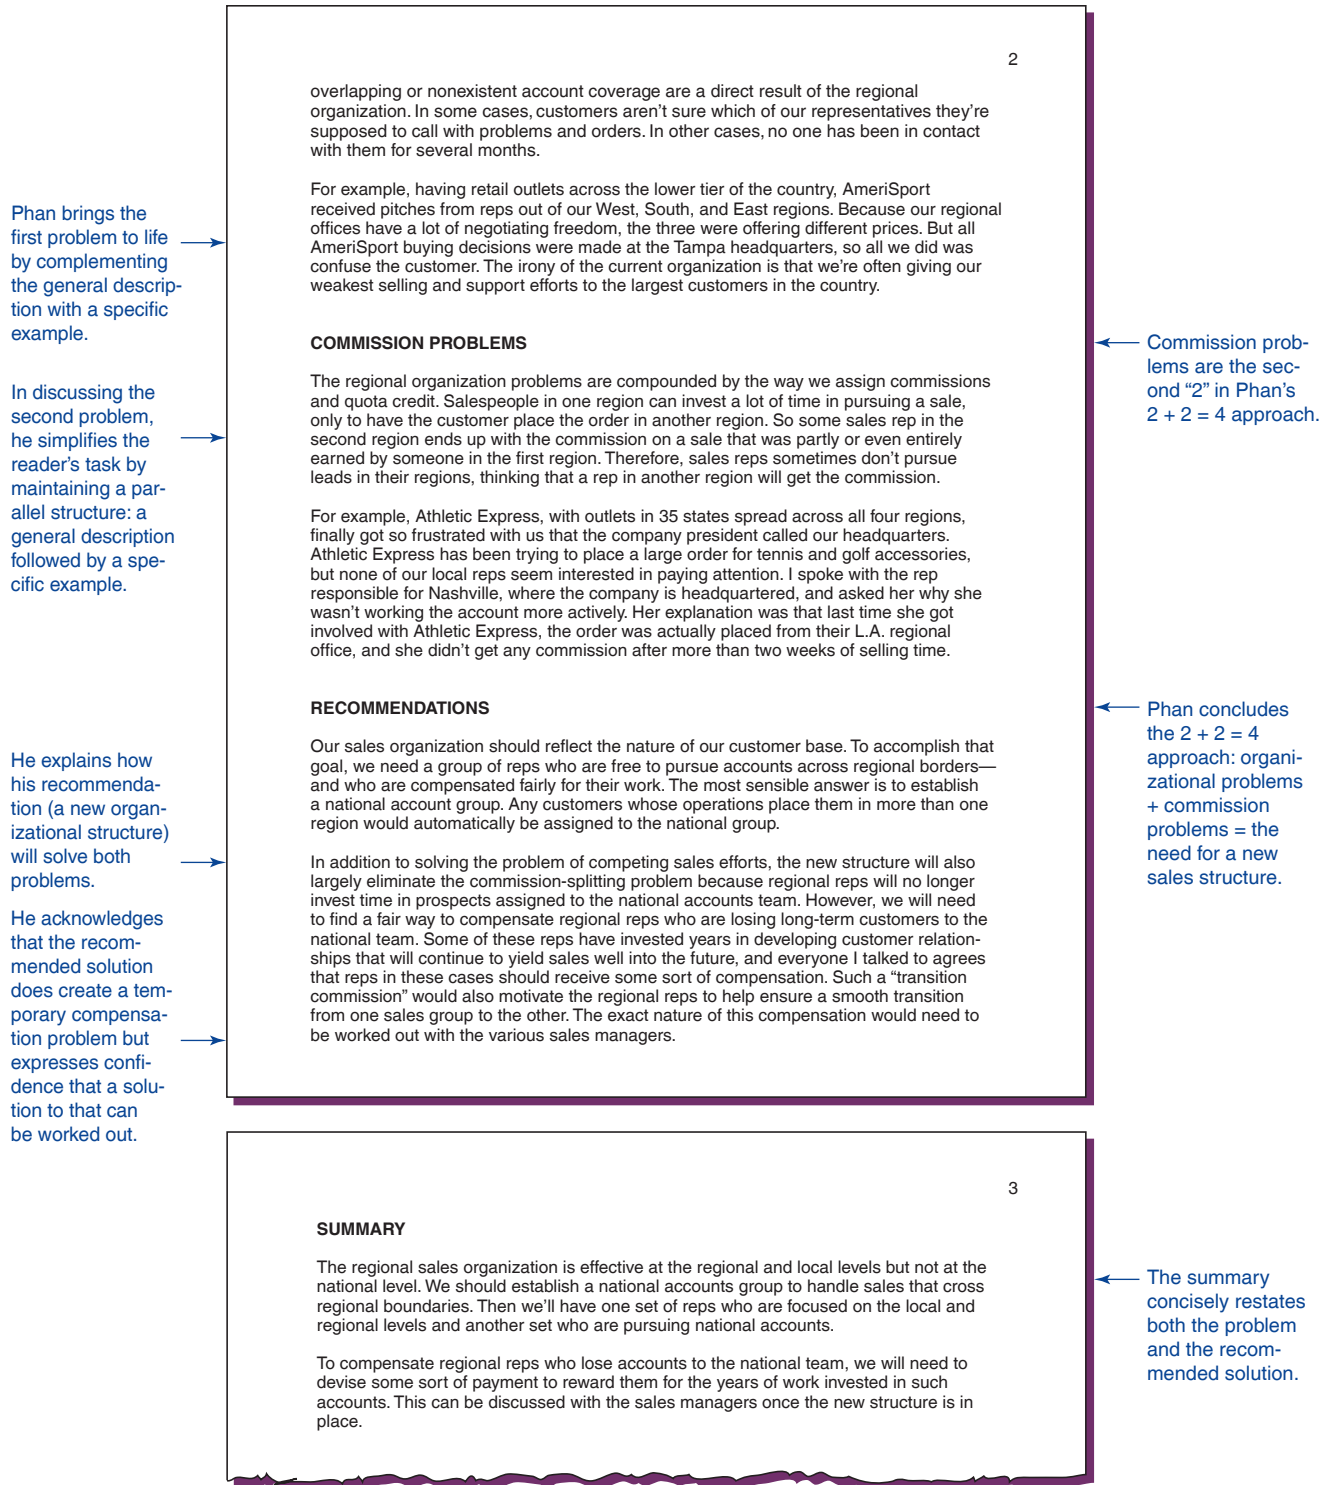 2
overlapping or nonexistent account coverage are a direct result of the regional
organization. In some cases, customers aren't sure which of our representatives they're
supposed to call with problems and orders. In other cases, no one has been in contact
with them for several months.
For example, having retail outlets across the lower tier of the country, AmeriSport
received pitches from reps out of our West, South, and East regions. Because our regional
offices have a lot of negotiating freedom, the three were offering different prices. But all
AmeriSport buying decisions were made at the Tampa headquarters, so all we did was
confuse the customer. The irony of the current organization is that we're often giving our
weakest selling and support efforts to the largest customers in the country.
Phan brings the
first problem to life
by complementing
the general descrip-
tion with a specific
example.
COMMISSION PROBLEMS
Commission prob-
lems are the sec-
ond “2” in Phan's
2 + 2 = 4 approach.
The regional organization problems are compounded by the way we assign commissions
and quota credit. Salespeople in one region can invest a lot of time in pursuing a sale,
only to have the customer place the order in another region. So some sales rep in the
second region ends up with the commission on a sale that was partly or even entirely
earned by someone in the first region. Therefore, sales reps sometimes don't pursue
leads in their regions, thinking that a rep in another region will get the commission.
In discussing the
second problem,
he simplifies the
reader's task by
maintaining a par-
allel structure: a
general description
followed by a spe-
cific example.
For example, Athletic Express, with outlets in 35 states spread across all four regions,
finally got so frustrated with us that the company president called our headquarters.
Athletic Express has been trying to place a large order for tennis and golf accessories,
but none of our local reps seem interested in paying attention. I spoke with the rep
responsible for Nashville, where the company is headquartered, and asked her why she
wasn't working the account more actively. Her explanation was that last time she got
involved with Athletic Express, the order was actually placed from their L.A. regional
office, and she didn't get any commission after more than two weeks of selling time.
RECOMMENDATIONS
Phan concludes
the 2 + 2 = 4
approach: organi-
zational problems
+ commission
problems = the
need for a new
sales structure.
Our sales organization should reflect the nature of our customer base. To accomplish that
goal, we need a group of reps who are free to pursue accounts across regional borders—
and who are compensated fairly for their work. The most sensible answer is to establish
a national account group. Any customers whose operations place them in more than one
region would automatically be assigned to the national group.
He explains how
his recommenda-
tion (a new organ-
izational structure)
will solve both
problems.
In addition to solving the problem of competing sales efforts, the new structure will also
largely eliminate the commission-splitting problem because regional reps will no longer
invest time in prospects assigned to the national accounts team. However, we will need
to find a fair way to compensate regional reps who are losing long-term customers to the
national team. Some of these reps have invested years in developing customer relation-
ships that will continue to yield sales well into the future, and everyone I talked to agrees
that reps in these cases should receive some sort of compensation. Such a “transition
commission” would also motivate the regional reps to help ensure a smooth transition
from one sales group to the other. The exact nature of this compensation would need to
be worked out with the various sales managers.
He acknowledges
that the recom-
mended solution
does create a tem-
porary compensa-
tion problem but
expresses confi-
dence that a solu-
tion to that can
be worked out.
3
SUMMARY
The regional sales organization is effective at the regional and local levels but not at the
national level. We should establish a national accounts group to handle sales that cross
regional boundaries. Then we'll have one set of reps who are focused on the local and
regional levels and another set who are pursuing national accounts.
The summary
concisely restates
both the problem
and the recom-
mended solution.
To compensate regional reps who lose accounts to the national team, we will need to
devise some sort of payment to reward them for the years of work invested in such
accounts. This can be discussed with the sales managers once the new structure is in
place.